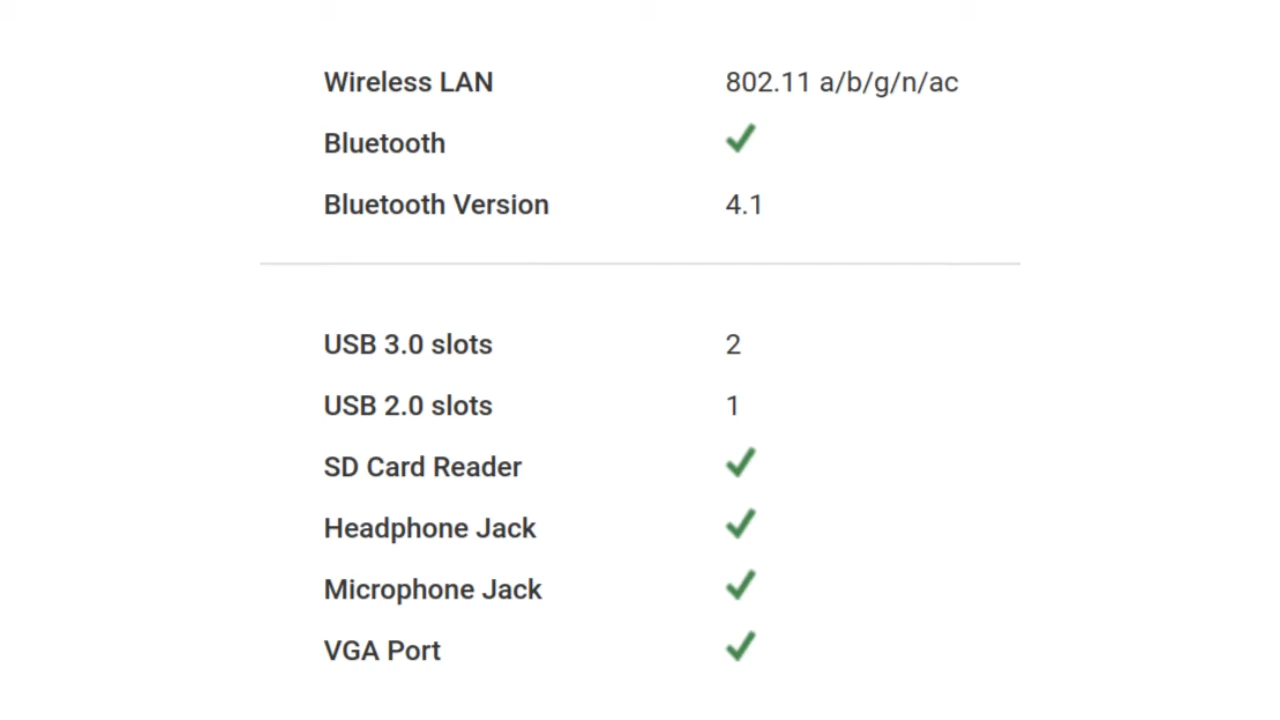 Wireless LAN 802.11 a/b/g/n/ac
Bluetooth ✔
Bluetooth Version 4.1
USB 3.0 slots 2
USB 2.0 slots 1
SD Card Reader ✔
Headphone Jack ✔
Microphone Jack ✔
VGA Port ✔